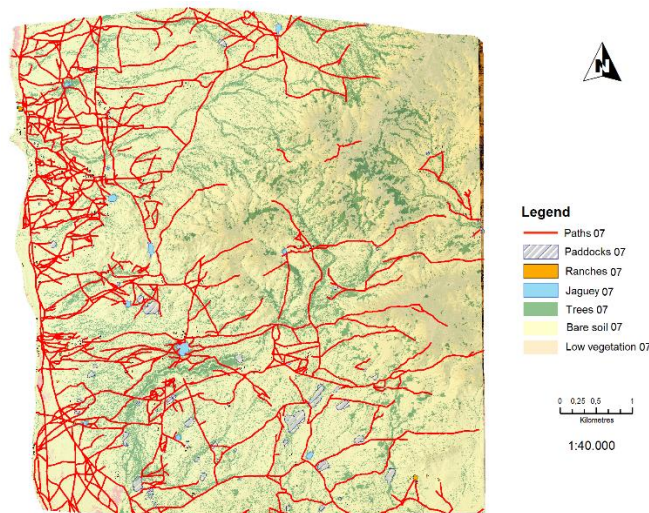 N
Legend
Paths 07
Paddocks 07
Ranches 07
Jaguey 07
Trees 07
Bare soil 07
Low vegetation 07
0 0,25 0,5 1
Kilometres
1:40.000